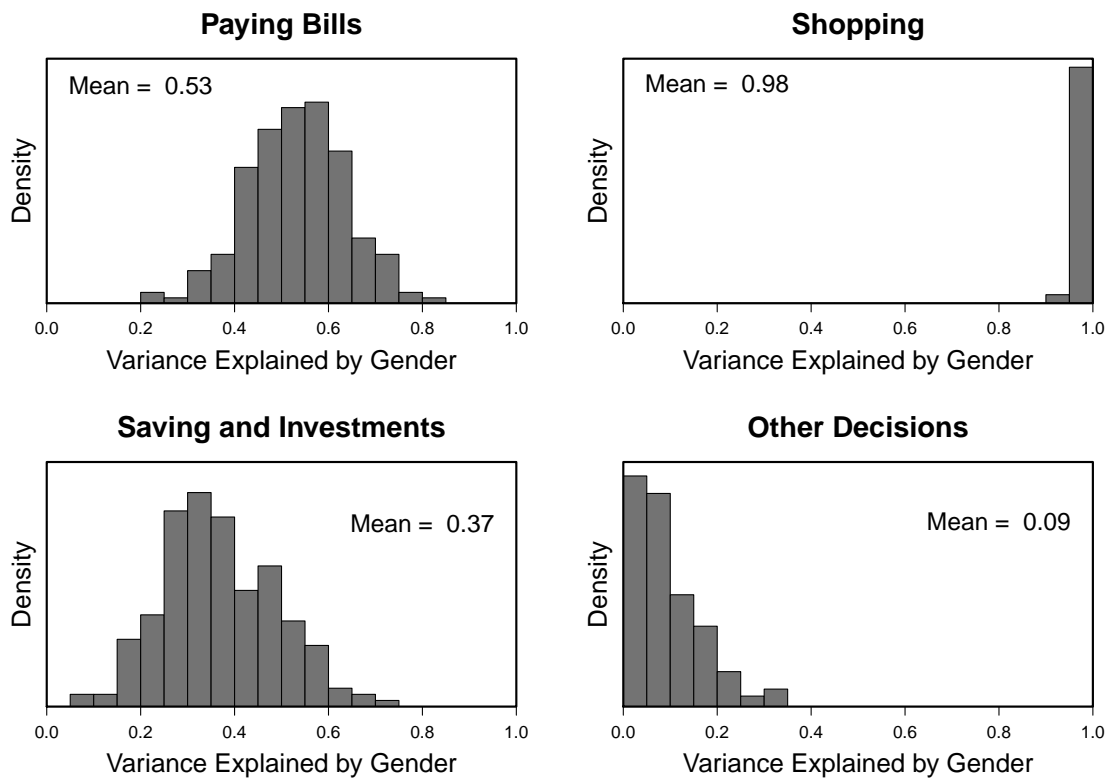 Paying Bills
Mean =  0.53
Density
0.0 0.2 0.4 0.6 0.8 1.0
Variance Explained by Gender
Shopping
Mean =  0.98
Density
0.0 0.2 0.4 0.6 0.8 1.0
Variance Explained by Gender
Saving and Investments
Mean =  0.37
Density
0.0 0.2 0.4 0.6 0.8 1.0
Variance Explained by Gender
Other Decisions
Mean =  0.09
Density
0.0 0.2 0.4 0.6 0.8 1.0
Variance Explained by Gender